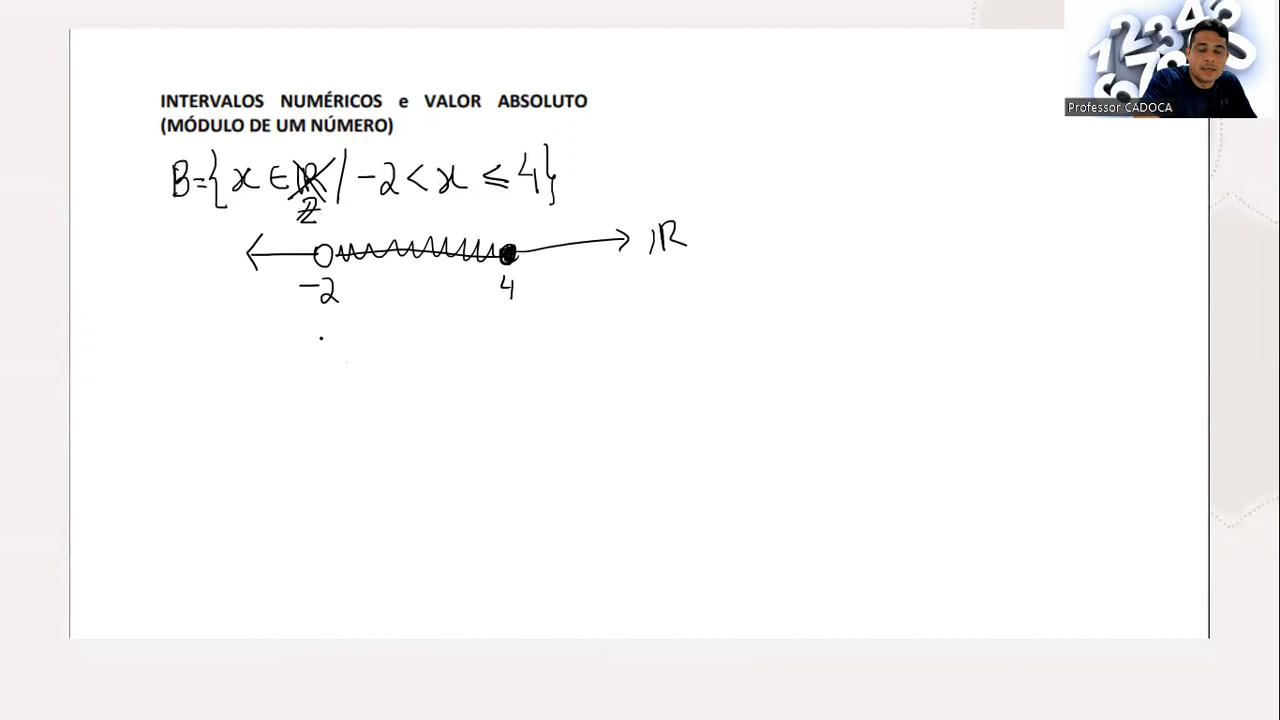 INTERVALOS NUMÉRICOS e VALOR ABSOLUTO
(MÓDULO DE UM NÚMERO)
B={x ∈ ℝ / -2 < x ≤ 4}
ℤ
ℝ
-2 4
Professor CADOCA